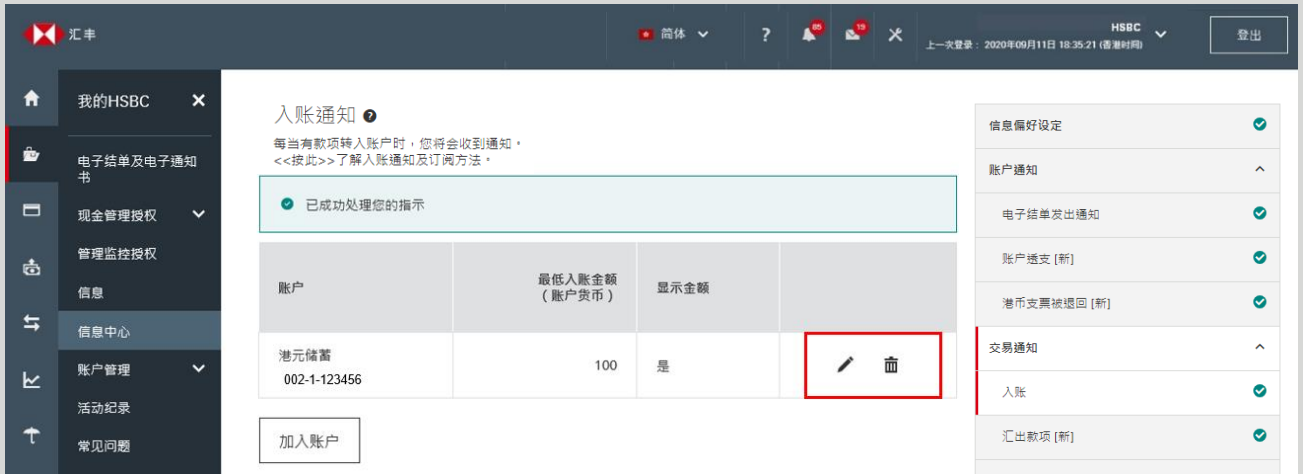 汇丰
简体
?
85
19
HSBC
上一次登录： 2020年09月11日 18:35:21 (香港时间)
登出
我的HSBC
电子结单及电子通知
书
现金管理授权
管理监控授权
信息
信息中心
账户管理
活动纪录
常见问题
入账通知 ?
每当有款项转入账户时，您将会收到通知。
<<按此>>了解入账通知及订阅方法。
已成功处理您的指示
账户
最低入账金额
（账户货币）
显示金额
港元储蓄
002-1-123456
100
是
加入账户
信息偏好设定
账户通知
电子结单发出通知
账户透支 [新]
港币支票被退回 [新]
交易通知
入账
汇出款项 [新]